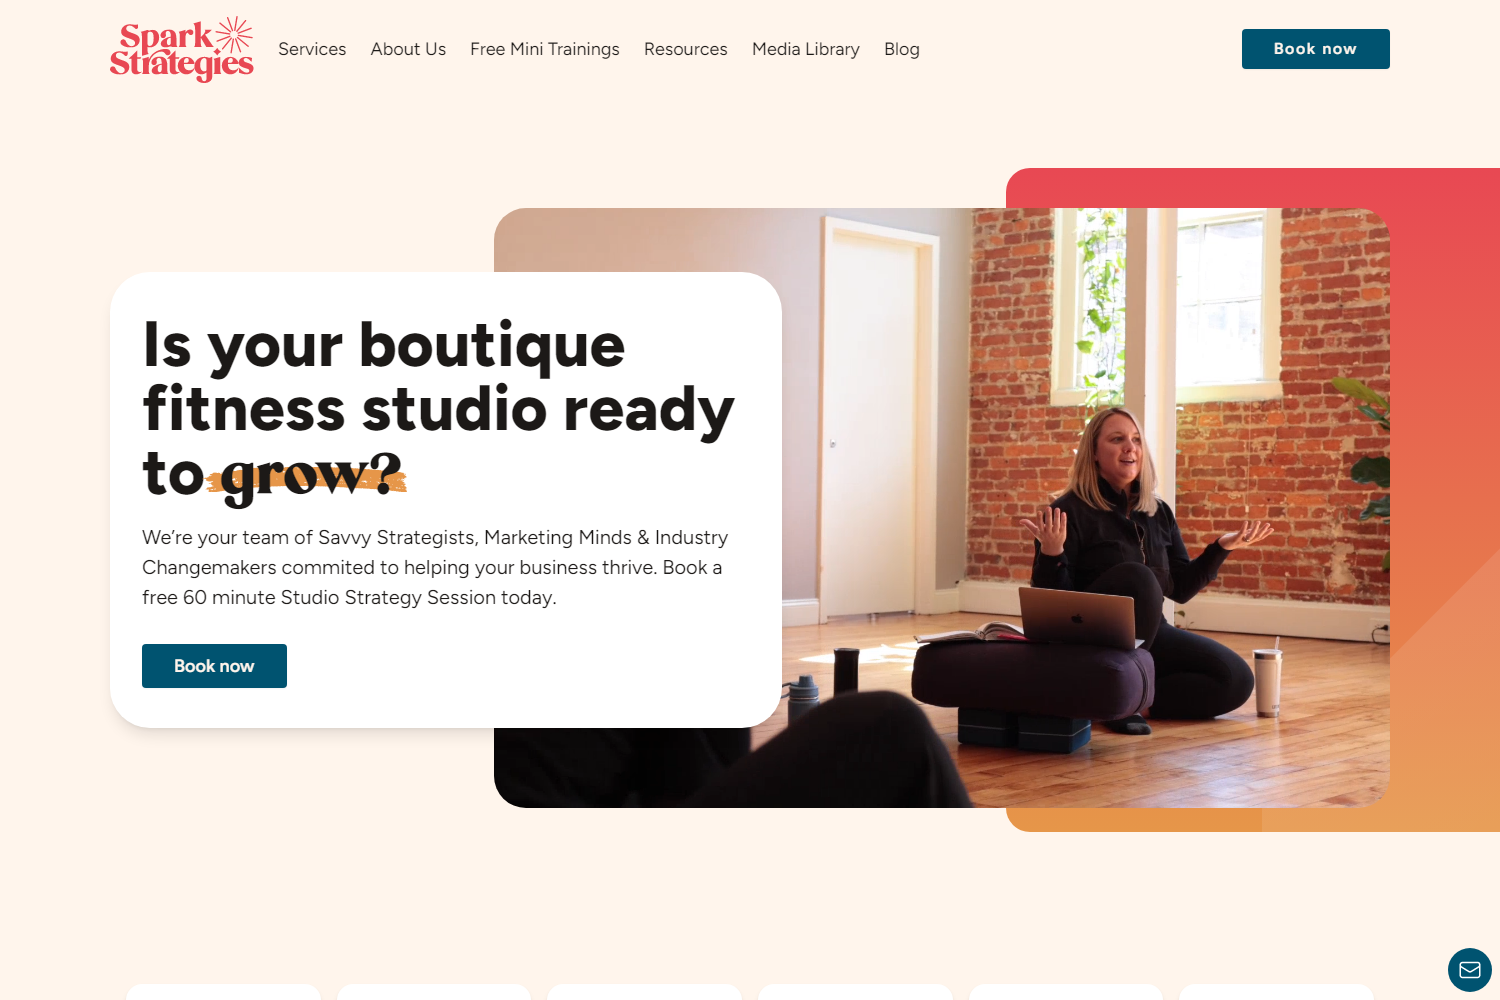 Spark
Strategies
Services
About Us
Free Mini Trainings
Resources
Media Library
Blog
Book now
Is your boutique
fitness studio ready
to grow?
We’re your team of Savvy Strategists, Marketing Minds & Industry
Changemakers commited to helping your business thrive. Book a
free 60 minute Studio Strategy Session today.
Book now